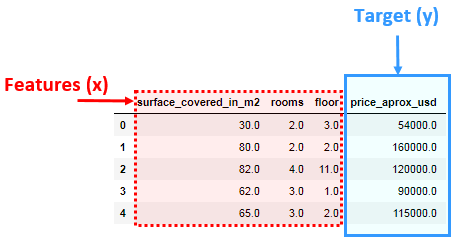 Target (y)
Features (x)
surface_covered_in_m2 rooms floor price_aprox_usd
0 30.0 2.0 3.0 54000.0
1 80.0 2.0 2.0 160000.0
2 82.0 4.0 11.0 120000.0
3 62.0 3.0 1.0 90000.0
4 65.0 3.0 2.0 115000.0